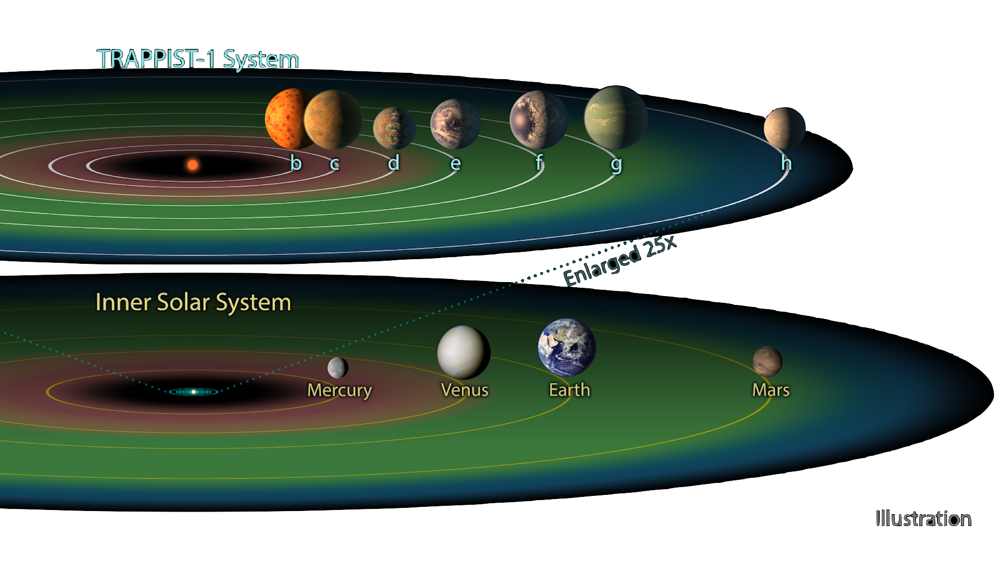 TRAPPIST-1 System
b c d e f g h
Enlarged 25x
Inner Solar System
Mercury Venus Earth Mars
Illustration